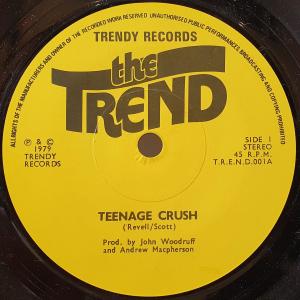 ALL RIGHTS OF THE MANUFACTURERS AND OWNER OF THE RECORDED WORK RESERVED UNAUTHORISED PUBLIC PERFORMANCES, BROADCASTING AND COPYING PROHIBITED
TRENDY RECORDS
the
TREND
℗ & ©
1979
TRENDY
RECORDS
SIDE 1
STEREO
45 R.P.M.
T.R.E.N.D.001A
TEENAGE CRUSH
(Revell/Scott)
Prod. by John Woodruff
and Andrew Macpherson